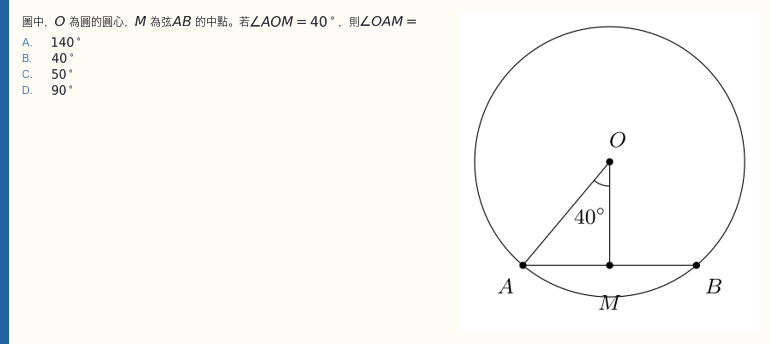 圖中，O 為圓的圓心，M 為弦AB 的中點。若∠AOM = 40°，則∠OAM =
A. 140°
B. 40°
C. 50°
D. 90°
O
40°
A
M
B